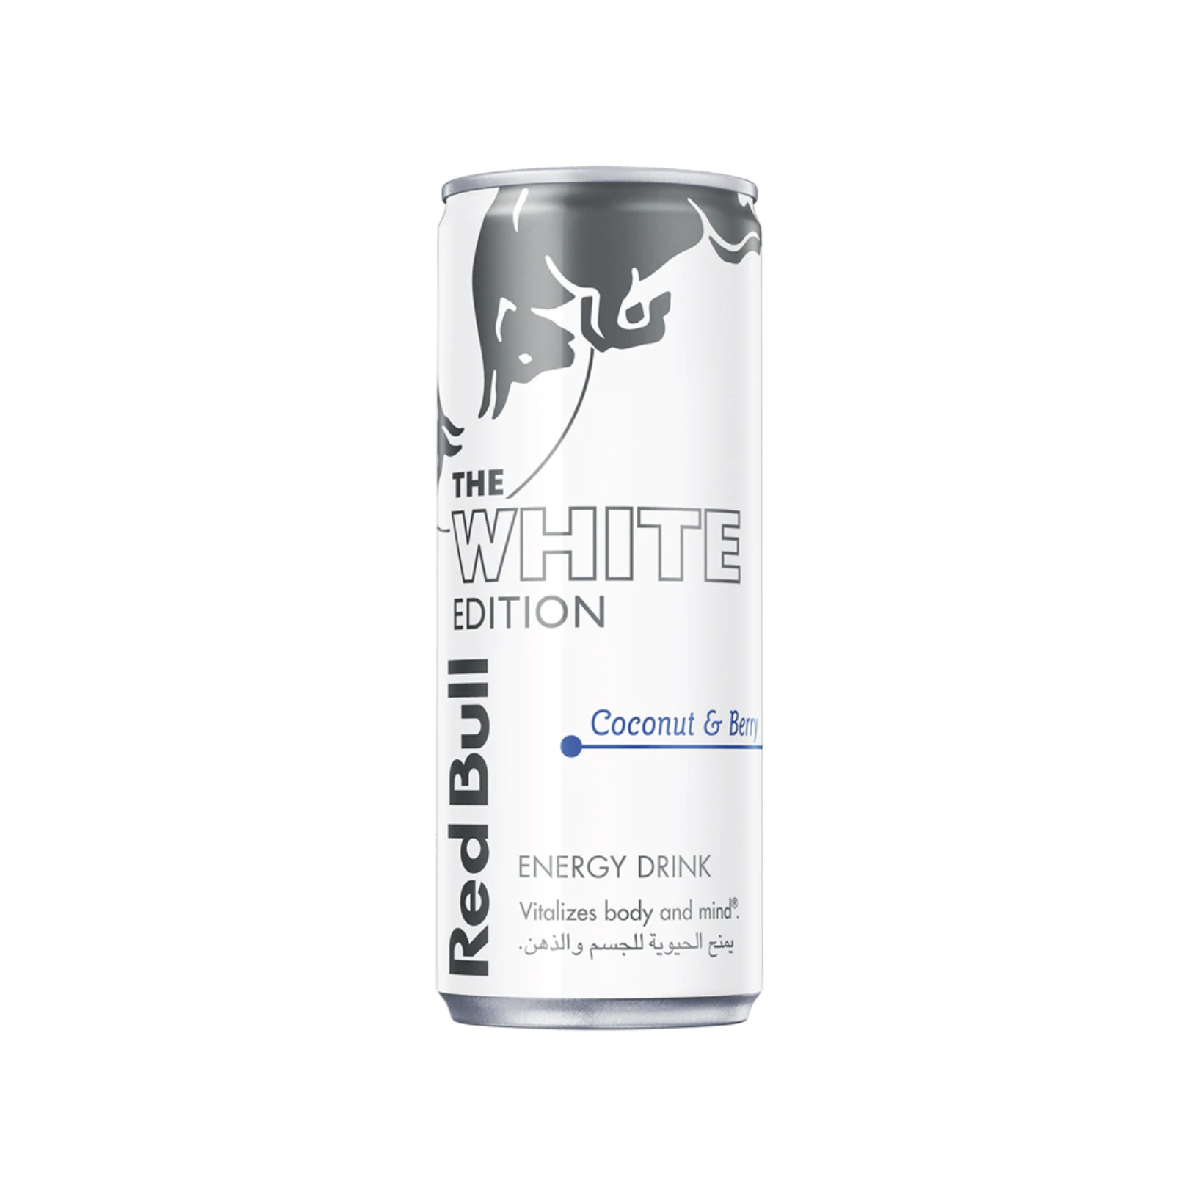 THE
WHITE
EDITION
Red Bull
Coconut & Berry
ENERGY DRINK
Vitalizes body and mind®.
يمنح الحيوية للجسم والذهن.